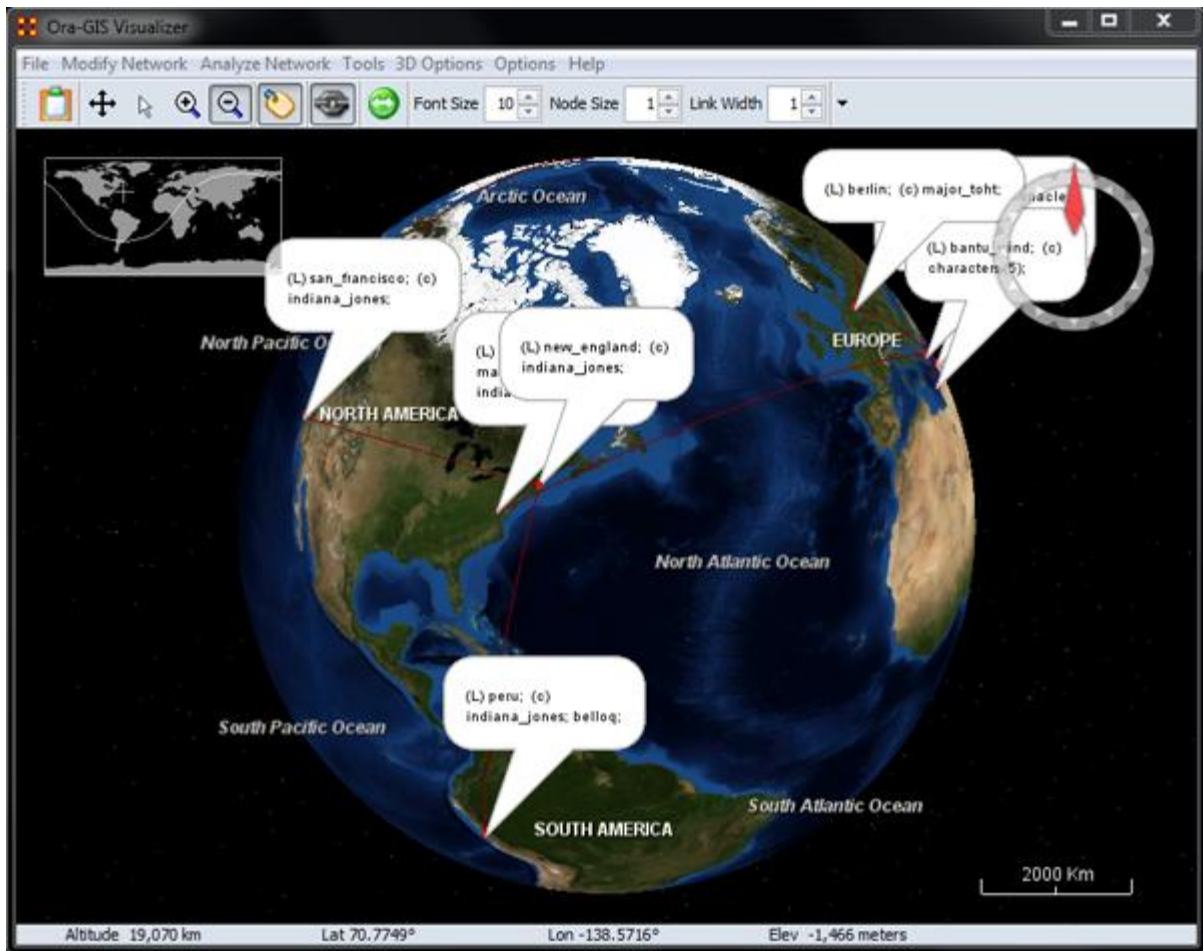 Ora-GIS Visualizer
File Modify Network Analyze Network Tools 3D Options Options Help
Font Size 10 Node Size 1 Link Width 1
Arctic Ocean
(L) berlin; (c) major_toht;
(L) bantu_wind; (c)
characters(5);
(L) san_francisco; (c)
indiana_jones;
North Pacific
EUROPE
(L) new_england; (c)
indiana_jones;
(L)
NORTH AMERICA
North Atlantic Ocean
(L) peru; (c)
indiana_jones; belloq;
South Pacific Ocean
South Atlantic Ocean
SOUTH AMERICA
2000 Km
Altitude 19,070 km Lat 70.7749° Lon -138.5716° Elev -1,466 meters